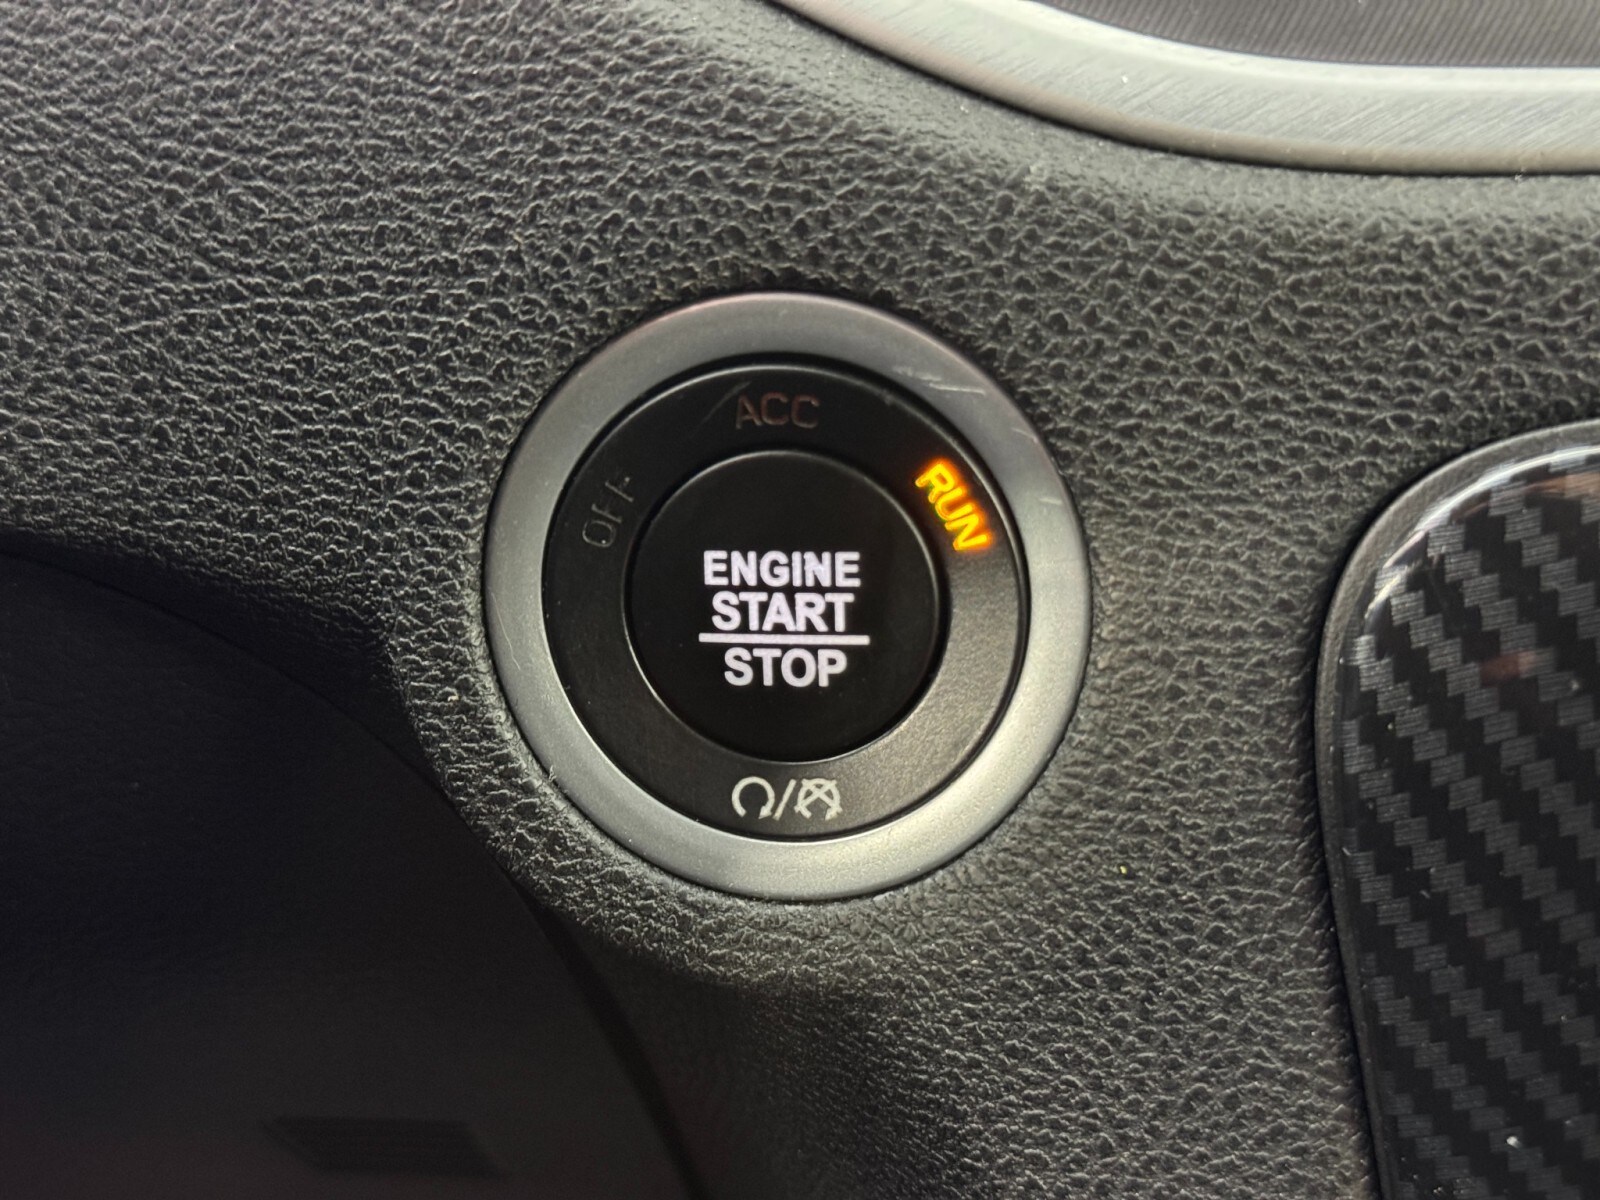 ACC
OFF
RUN
ENGINE
START
STOP